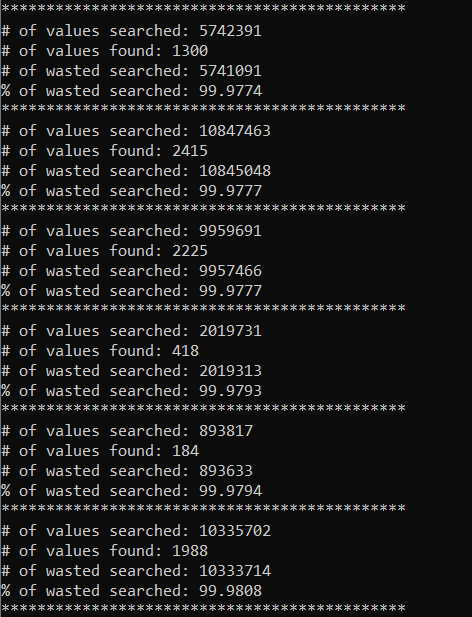 *********************************************
# of values searched: 5742391
# of values found: 1300
# of wasted searched: 5741091
% of wasted searched: 99.9774
*********************************************
# of values searched: 10847463
# of values found: 2415
# of wasted searched: 10845048
% of wasted searched: 99.9777
*********************************************
# of values searched: 9959691
# of values found: 2225
# of wasted searched: 9957466
% of wasted searched: 99.9777
*********************************************
# of values searched: 2019731
# of values found: 418
# of wasted searched: 2019313
% of wasted searched: 99.9793
*********************************************
# of values searched: 893817
# of values found: 184
# of wasted searched: 893633
% of wasted searched: 99.9794
*********************************************
# of values searched: 10335702
# of values found: 1988
# of wasted searched: 10333714
% of wasted searched: 99.9808
*********************************************